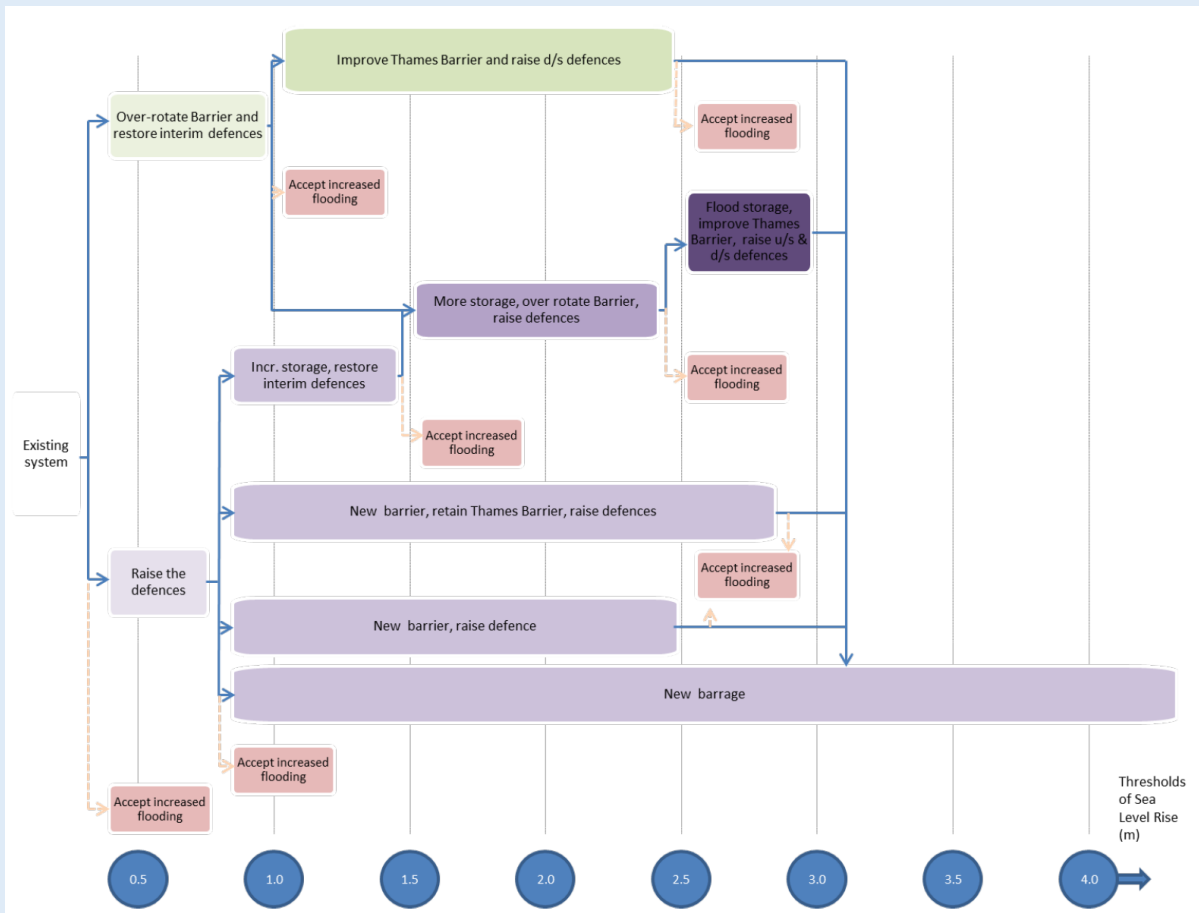 Improve Thames Barrier and raise d/s defences
Over-rotate Barrier and
restore interim defences
Accept increased
flooding
Accept increased
flooding
Flood storage,
improve Thames
Barrier, raise u/s &
d/s defences
More storage, over rotate Barrier,
raise defences
Incr. storage, restore
interim defences
Accept increased
flooding
Accept increased
flooding
Existing
system
New barrier, retain Thames Barrier, raise defences
Raise the
defences
Accept increased
flooding
New barrier, raise defence
New barrage
Accept increased
flooding
Accept increased
flooding
Thresholds
of Sea
Level Rise
(m)
0.5 1.0 1.5 2.0 2.5 3.0 3.5 4.0